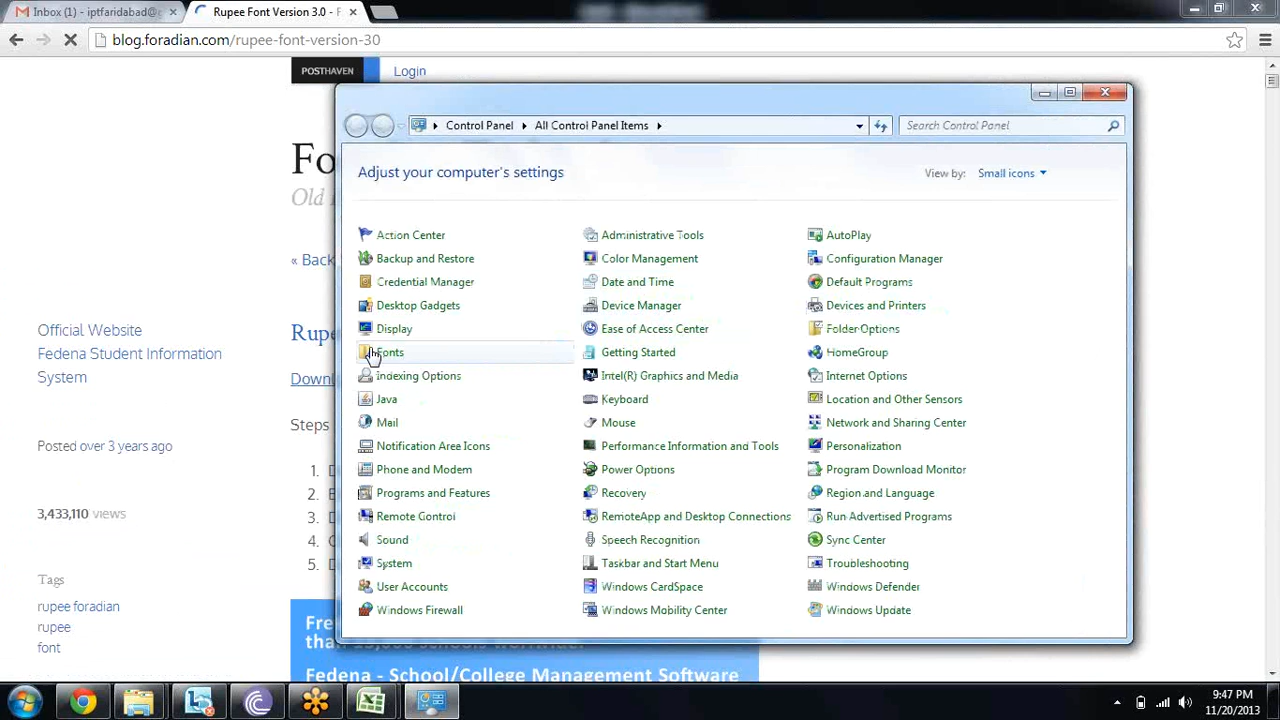 Inbox (1) - iptfaridabad@g
Rupee Font Version 3.0 - F
blog.foradian.com/rupee-font-version-30
POSTHAVEN
Login
Control Panel
All Control Panel Items
Search Control Panel
Fo
Old
« Back
Official Website
Fedena Student Information
System
Posted over 3 years ago
3,433,110 views
Tags
rupee foradian
rupee
font
Rupe
Downl
Steps
1. D
2. E
3. D
4. C
5. D
Adjust your computer's settings
View by: Small icons
Action Center
Administrative Tools
AutoPlay
Backup and Restore
Color Management
Configuration Manager
Credential Manager
Date and Time
Default Programs
Desktop Gadgets
Device Manager
Devices and Printers
Display
Ease of Access Center
Folder Options
Fonts
Getting Started
HomeGroup
Indexing Options
Intel(R) Graphics and Media
Internet Options
Java
Keyboard
Location and Other Sensors
Mail
Mouse
Network and Sharing Center
Notification Area Icons
Performance Information and Tools
Personalization
Phone and Modem
Power Options
Program Download Monitor
Programs and Features
Recovery
Region and Language
Remote Control
RemoteApp and Desktop Connections
Run Advertised Programs
Sound
Speech Recognition
Sync Center
System
Taskbar and Start Menu
Troubleshooting
User Accounts
Windows CardSpace
Windows Defender
Windows Firewall
Windows Mobility Center
Windows Update
Fedena - School/College Management Software
9:47 PM
11/20/2013